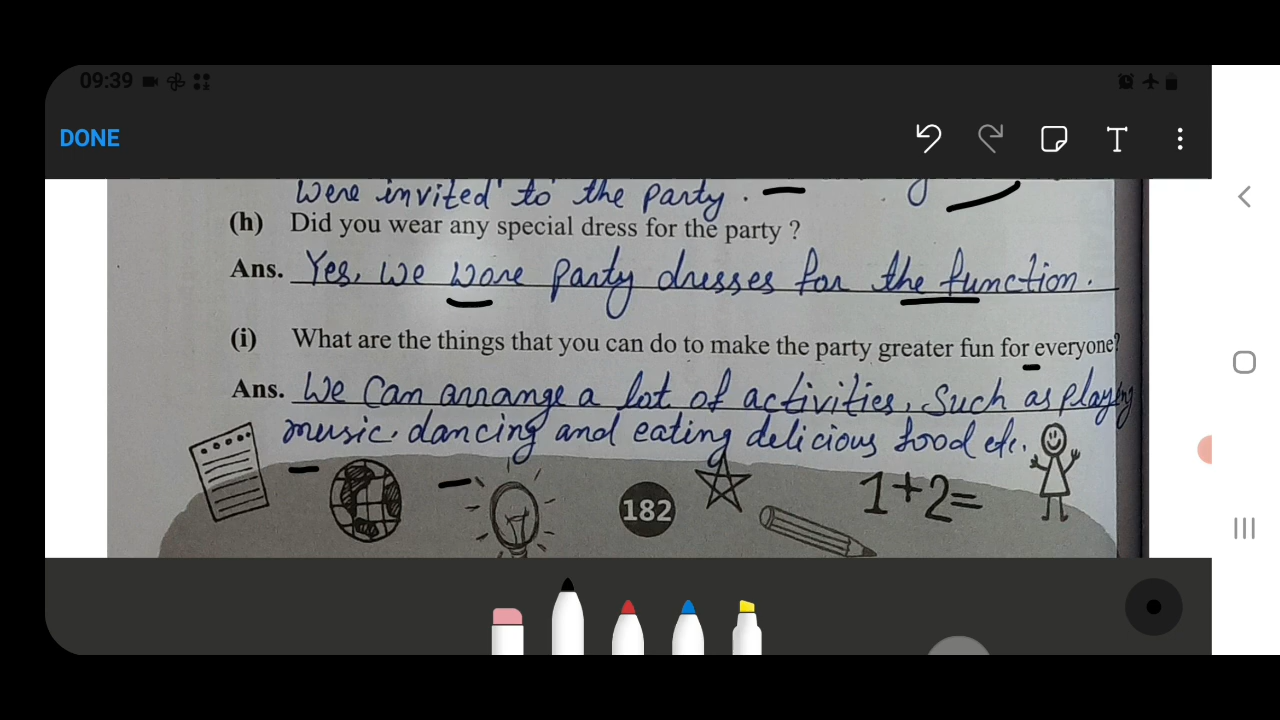 09:39
DONE
T
were invited to the party.
(h) Did you wear any special dress for the party ?
Ans. Yes, we wore party dresses for the function.
(i) What are the things that you can do to make the party greater fun for everyone?
Ans. We can arrange a lot of activities, such as playing
music, dancing and eating delicious food etc.
182
1+2=